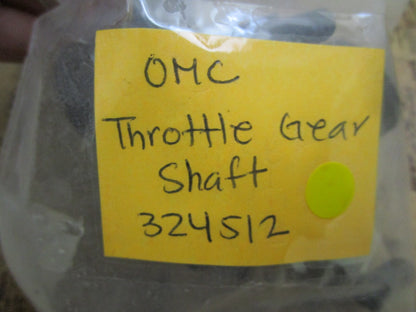 OMC
Throttle Gear
Shaft
324512